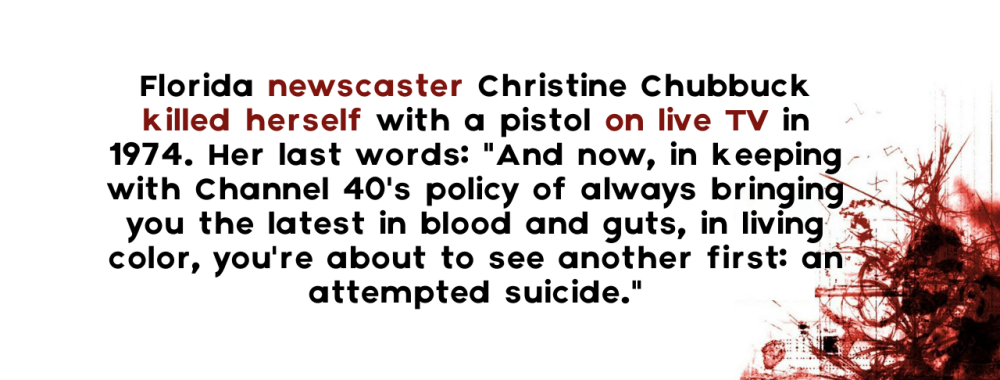 Florida newscaster Christine Chubbuck
killed herself with a pistol on live TV in
1974. Her last words: "And now, in keeping
with Channel 40's policy of always bringing
you the latest in blood and guts, in living
color, you're about to see another first: an
attempted suicide."